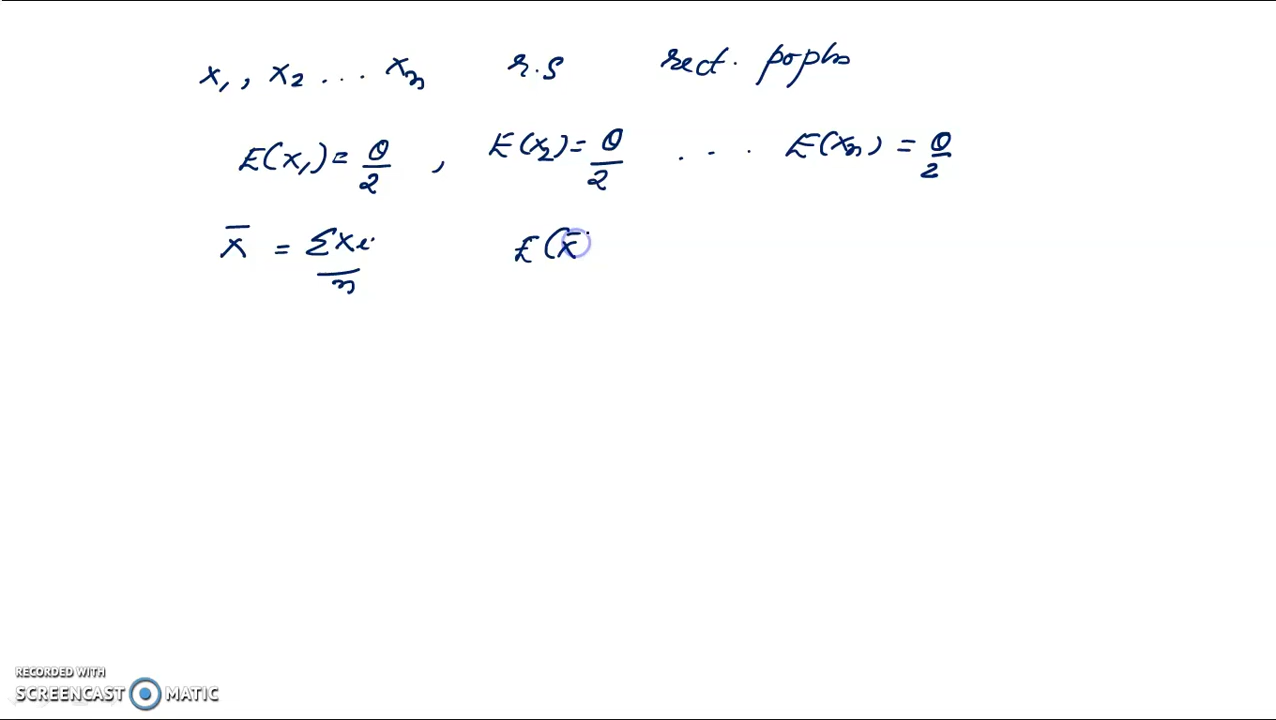 x₁, x₂ ... xₙ r.s rect. popln
E(x₁) = θ/2 , E(x₂) = θ/2 . . . E(xₙ) = θ/2
x̄ = Σxi/n E(x̄
RECORDED WITH
SCREENCAST MATIC